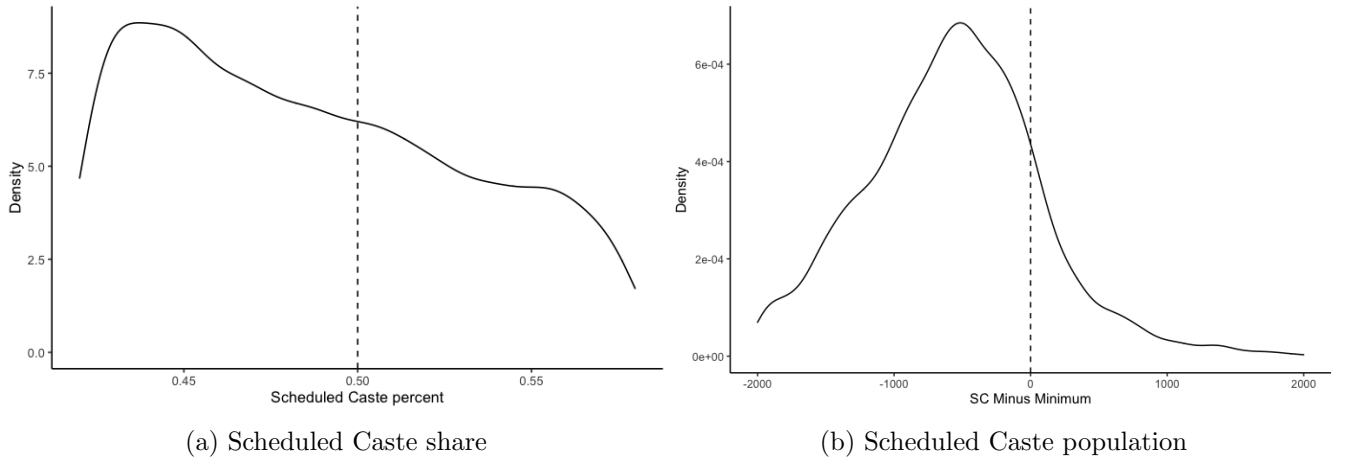 7.5
5.0
2.5
0.0
Density
0.45
0.50
0.55
Scheduled Caste percent
(a) Scheduled Caste share
6e-04
4e-04
2e-04
0e+00
Density
-2000
-1000
0
1000
2000
SC Minus Minimum
(b) Scheduled Caste population